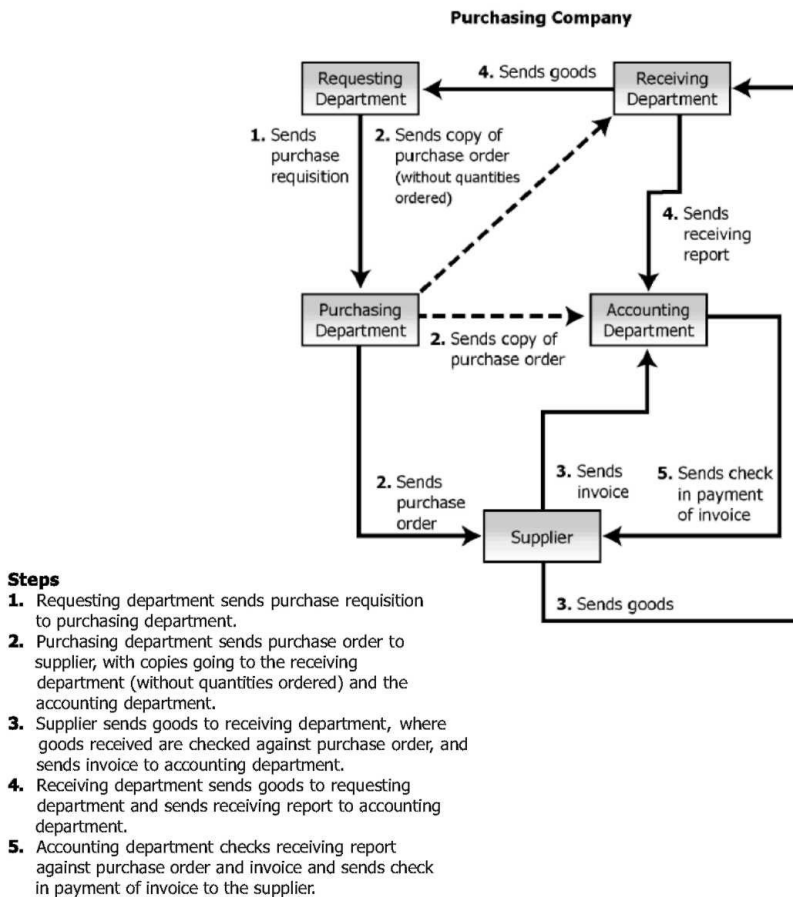 Purchasing Company
Requesting
Department
4. Sends goods
Receiving
Department
1. Sends
purchase
requisition
2. Sends copy of
purchase order
(without quantities
ordered)
4. Sends
receiving
report
Purchasing
Department
2. Sends copy of
purchase order
Accounting
Department
2. Sends
purchase
order
3. Sends
invoice
5. Sends check
in payment
of invoice
Supplier
3. Sends goods
Steps
1. Requesting department sends purchase requisition
to purchasing department.
2. Purchasing department sends purchase order to
supplier, with copies going to the receiving
department (without quantities ordered) and the
accounting department.
3. Supplier sends goods to receiving department, where
goods received are checked against purchase order, and
sends invoice to accounting department.
4. Receiving department sends goods to requesting
department and sends receiving report to accounting
department.
5. Accounting department checks receiving report
against purchase order and invoice and sends check
in payment of invoice to the supplier.